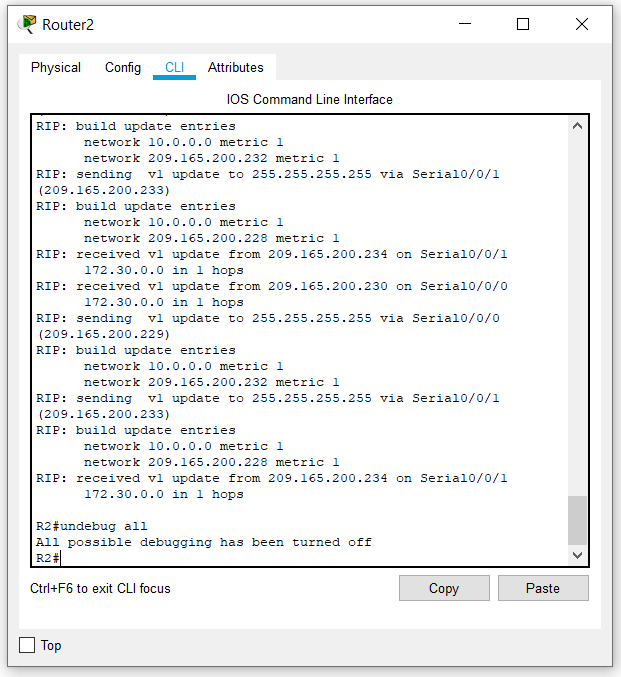 Router2
Physical Config CLI Attributes
IOS Command Line Interface
RIP: build update entries
      network 10.0.0.0 metric 1
      network 209.165.200.232 metric 1
RIP: sending  v1 update to 255.255.255.255 via Serial0/0/1
(209.165.200.233)
RIP: build update entries
      network 10.0.0.0 metric 1
      network 209.165.200.228 metric 1
RIP: received v1 update from 209.165.200.234 on Serial0/0/1
      172.30.0.0 in 1 hops
RIP: received v1 update from 209.165.200.230 on Serial0/0/0
      172.30.0.0 in 1 hops
RIP: sending  v1 update to 255.255.255.255 via Serial0/0/0
(209.165.200.229)
RIP: build update entries
      network 10.0.0.0 metric 1
      network 209.165.200.232 metric 1
RIP: sending  v1 update to 255.255.255.255 via Serial0/0/1
(209.165.200.233)
RIP: build update entries
      network 10.0.0.0 metric 1
      network 209.165.200.228 metric 1
RIP: received v1 update from 209.165.200.234 on Serial0/0/1
      172.30.0.0 in 1 hops
R2#undebug all
All possible debugging has been turned off
R2#
Ctrl+F6 to exit CLI focus
Copy Paste
Top